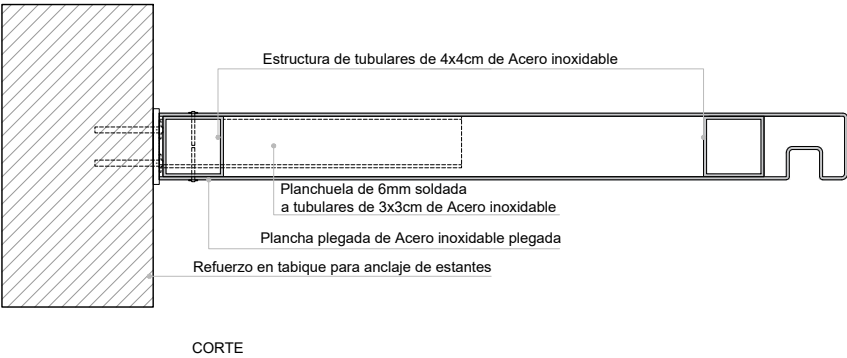 Estructura de tubulares de 4x4cm de Acero inoxidable
Planchuela de 6mm soldada
a tubulares de 3x3cm de Acero inoxidable
Plancha plegada de Acero inoxidable plegada
Refuerzo en tabique para anclaje de estantes
CORTE